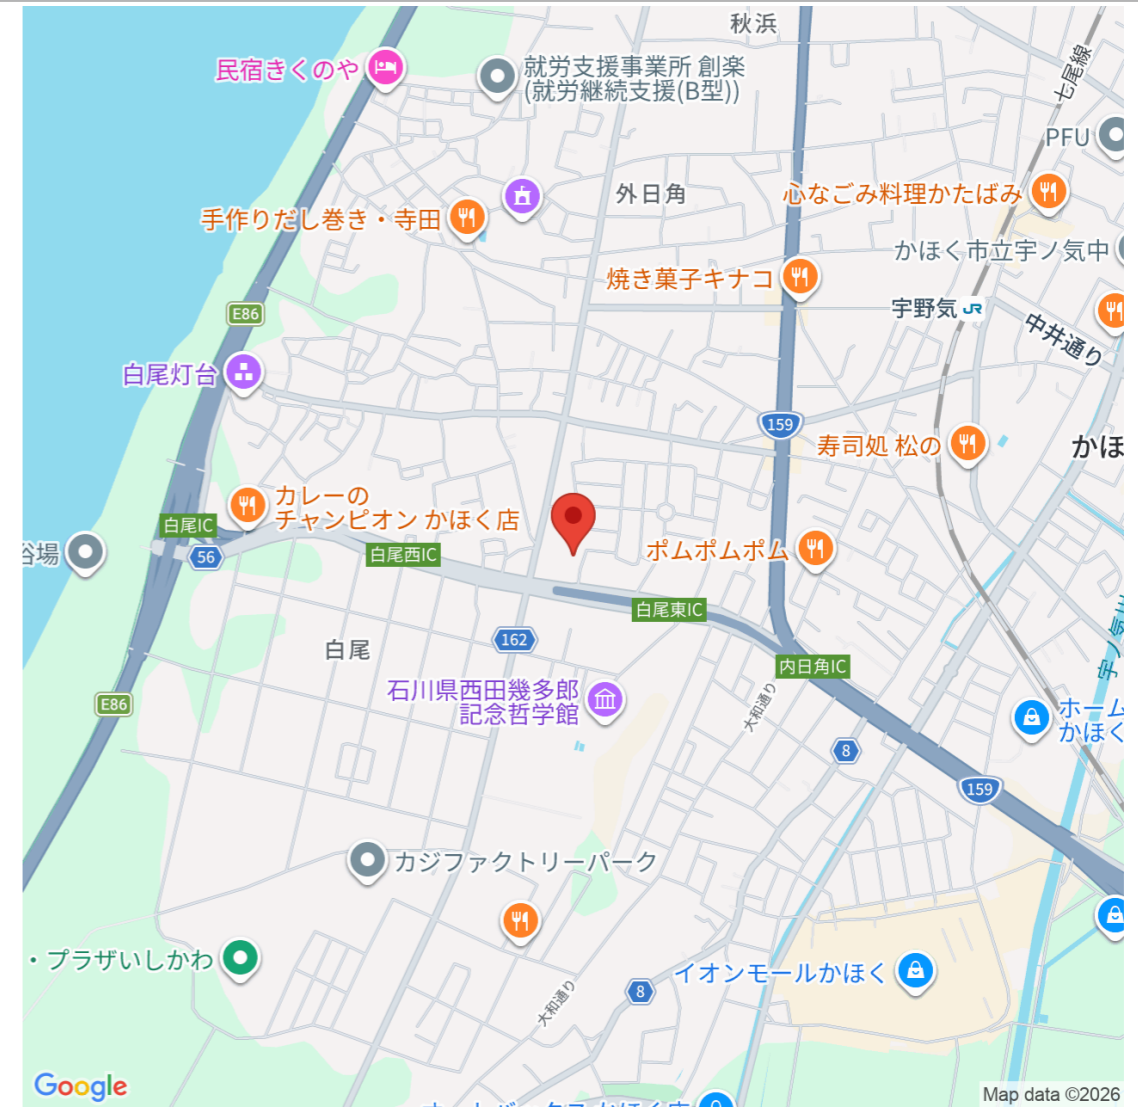 秋浜
民宿きくのや
就労支援事業所 創楽
(就労継続支援(B型))
七尾線
PFU
外日角
心なごみ料理かたばみ
手作りだし巻き・寺田
かほく市立宇ノ気中
焼き菓子キナコ
宇野気
JR
中井通り
E86
白尾灯台
159
寿司処 松の
かほ
カレーの
チャンピオン かほく店
白尾IC
56
浴場
白尾西IC
ポムポムポム
白尾東IC
162
白尾
内日角IC
石川県西田幾多郎
記念哲学館
E86
大和通り
宇ノ気川
ホーム
かほく
8
159
カジファクトリーパーク
・プラザいしかわ
イオンモールかほく
8
大和通り
Google
Map data ©2026